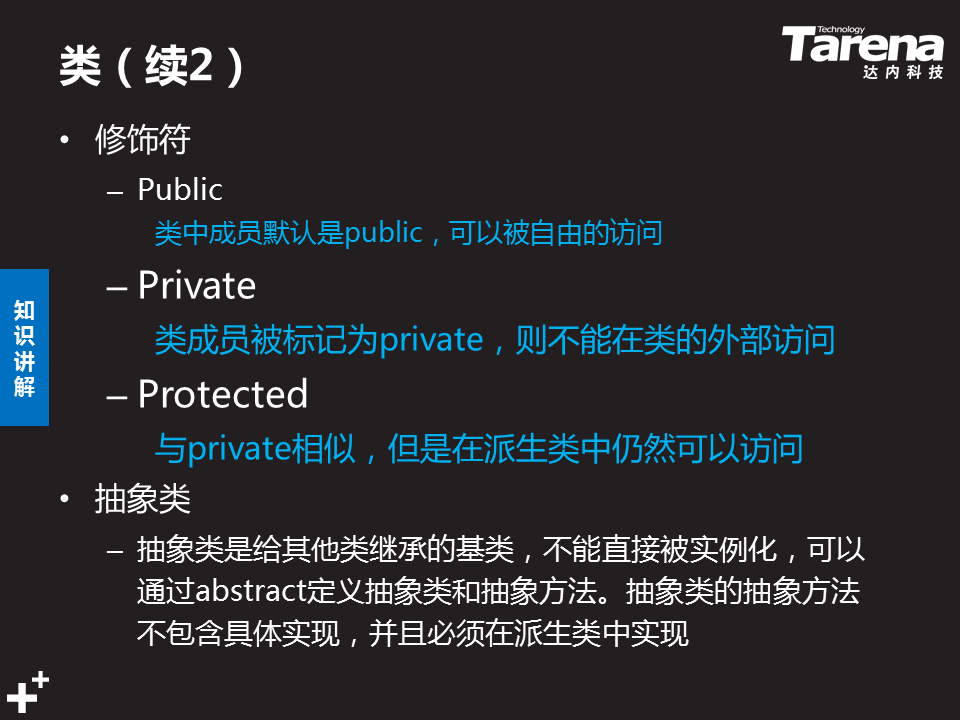 类（续2）
Technology
Tarena
达内科技
• 修饰符
– Public
类中成员默认是public，可以被自由的访问
– Private
类成员被标记为private，则不能在类的外部访问
– Protected
与private相似，但是在派生类中仍然可以访问
• 抽象类
– 抽象类是给其他类继承的基类，不能直接被实例化，可以
通过abstract定义抽象类和抽象方法。抽象类的抽象方法
不包含具体实现，并且必须在派生类中实现
知
识
讲
解